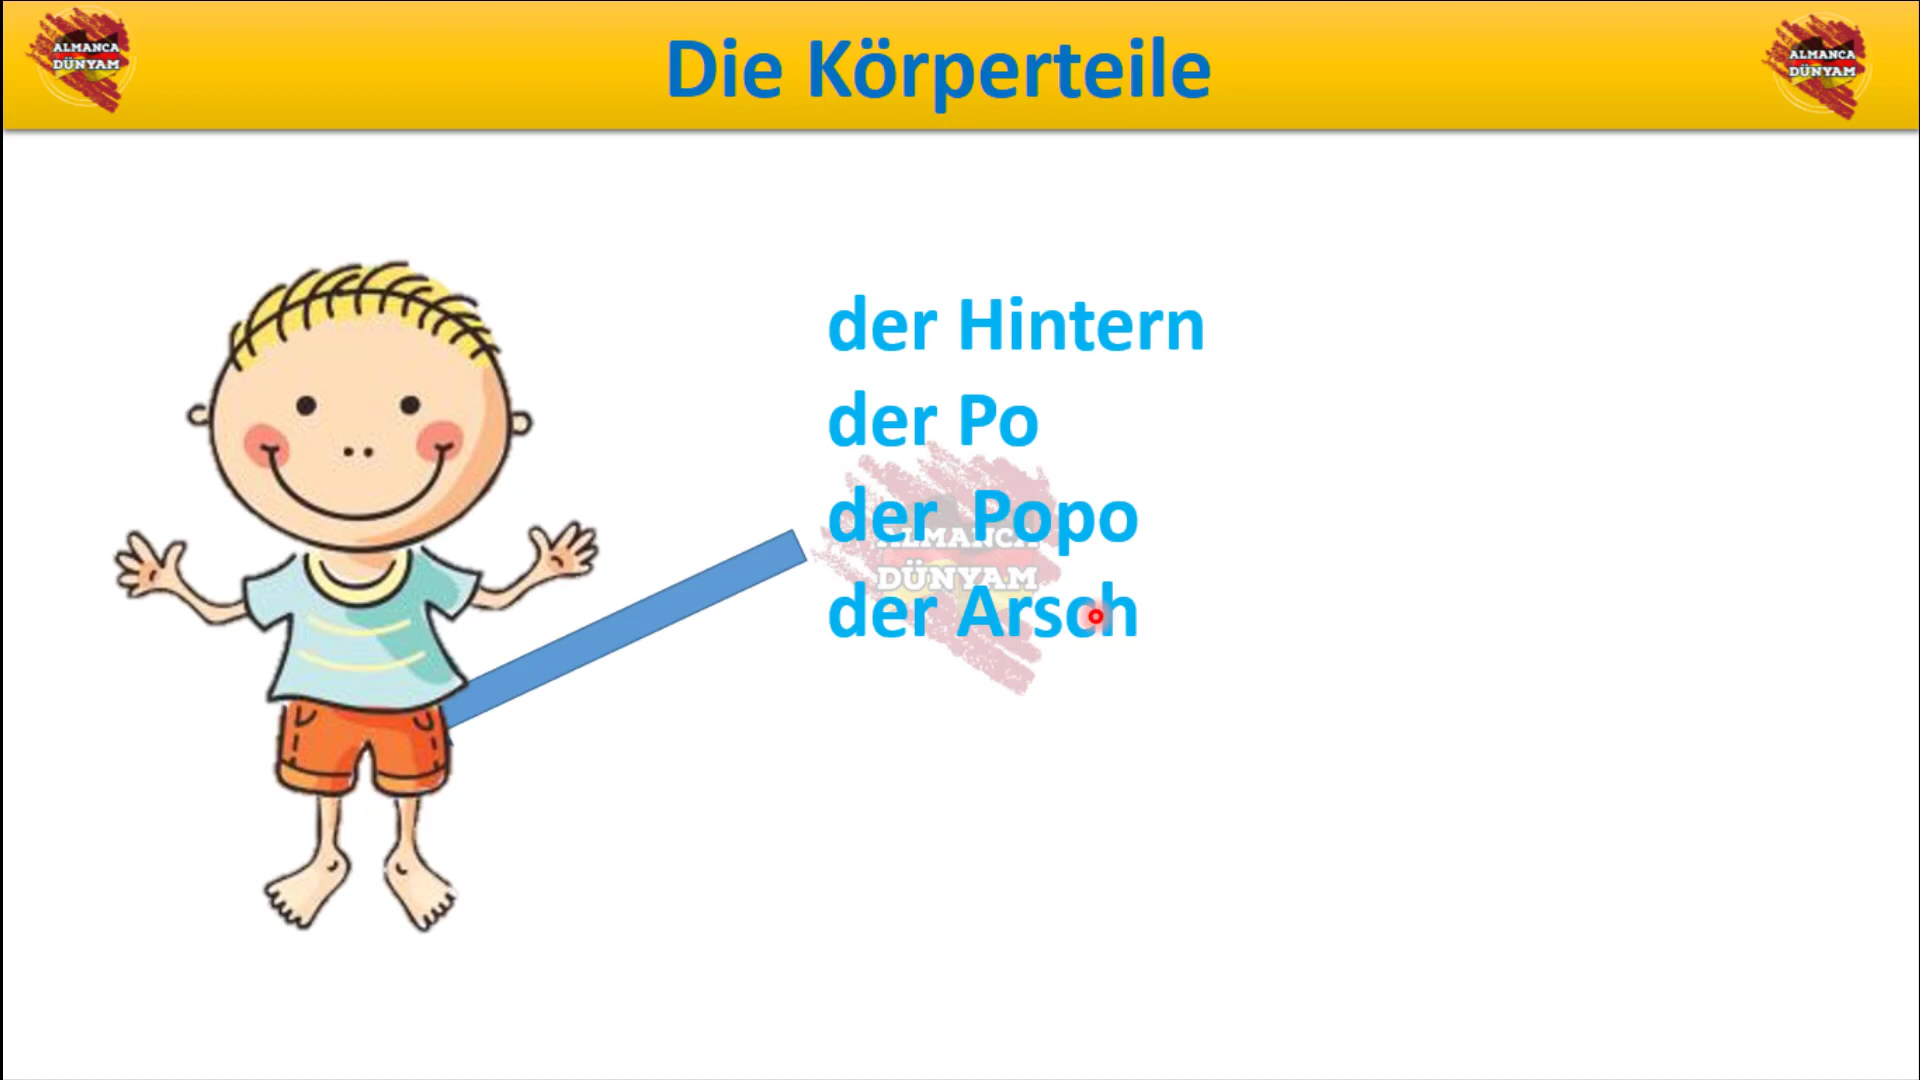 ALMANCA
DÜNYAM
Die Körperteile
ALMANCA
DÜNYAM
der Hintern
der Po
der Popo
ALMANCA
DÜNYAM
der Arsch